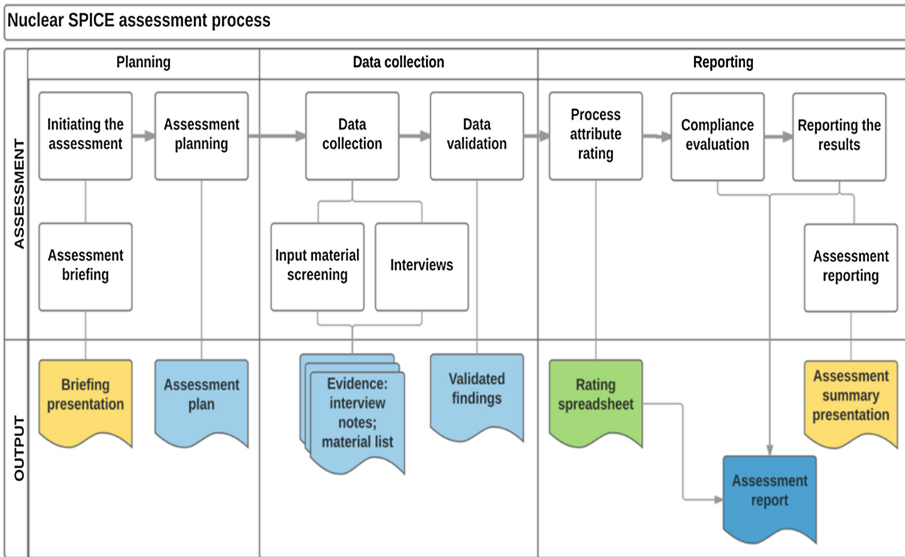 Nuclear SPICE assessment process
Planning
Data collection
Reporting
ASSESSMENT
Initiating the
assessment
Assessment
planning
Data
collection
Data
validation
Process
attribute
rating
Compliance
evaluation
Reporting the
results
Assessment
briefing
Input material
screening
Interviews
Assessment
reporting
OUTPUT
Briefing
presentation
Assessment
plan
Evidence:
interview
notes;
material list
Validated
findings
Rating
spreadsheet
Assessment
summary
presentation
Assessment
report